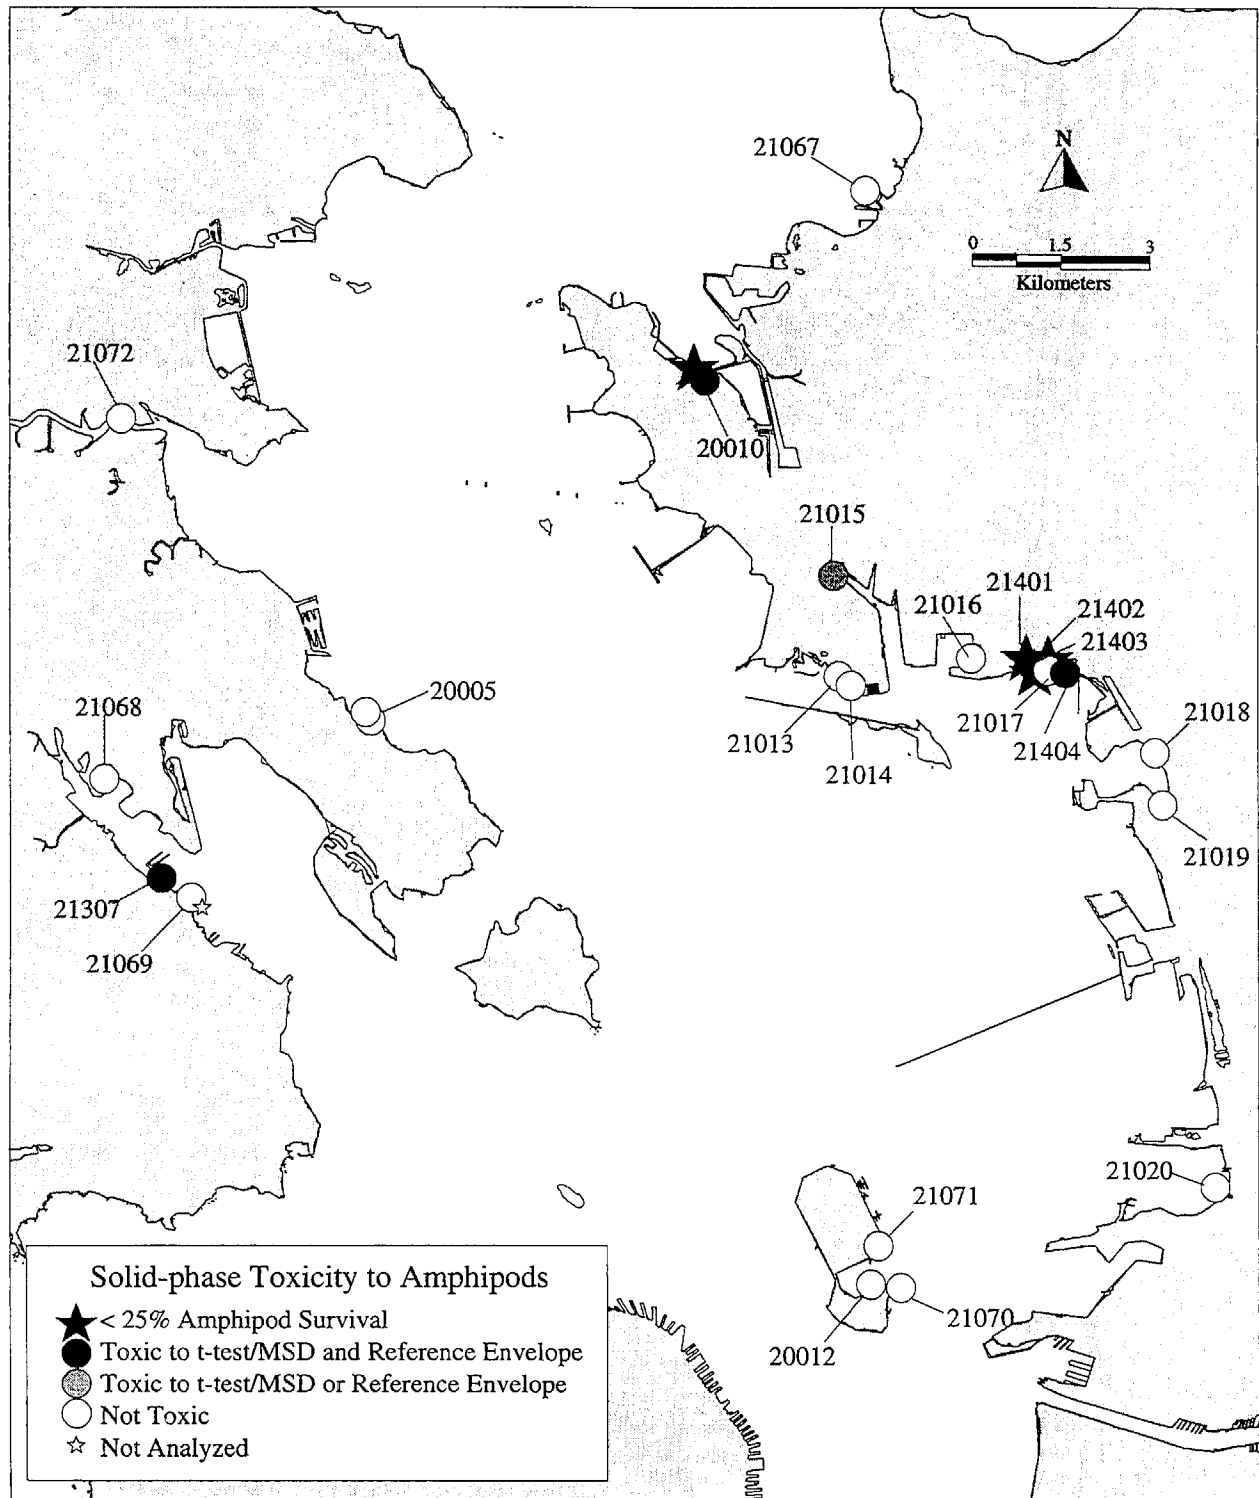 21067
N
0 1.5 3
Kilometers
21072
20010
21015
21401
21016
21402
21403
20005
21068
21018
21017
21013
21404
21014
21019
21307
21069
21020
21071
21070
20012
Solid-phase Toxicity to Amphipods
< 25% Amphipod Survival
Toxic to t-test/MSD and Reference Envelope
Toxic to t-test/MSD or Reference Envelope
Not Toxic
Not Analyzed